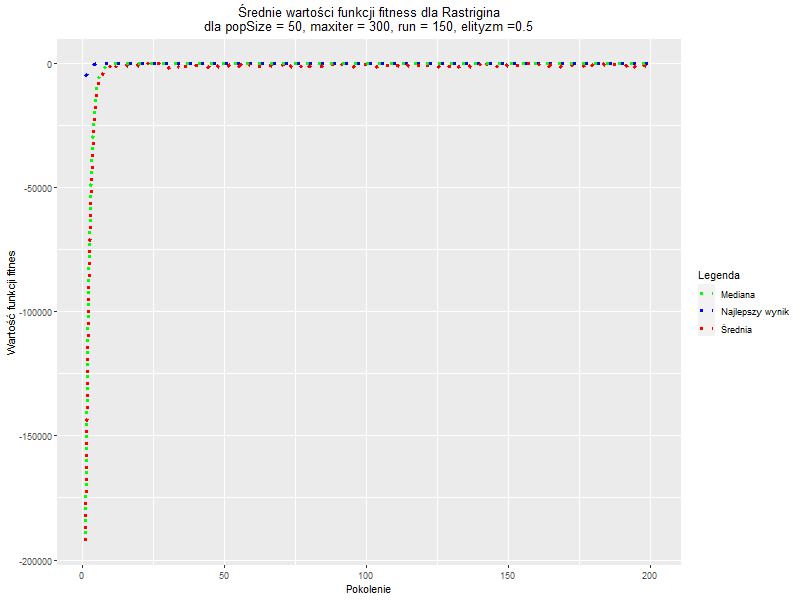 Średnie wartości funkcji fitness dla Rastrigina
dla popSize = 50, maxiter = 300, run = 150, elityzm =0.5
Wartość funkcji fitnes
0
-50000
-100000
-150000
-200000
0
50
100
150
200
Pokolenie
Legenda
Mediana
Najlepszy wynik
Średnia